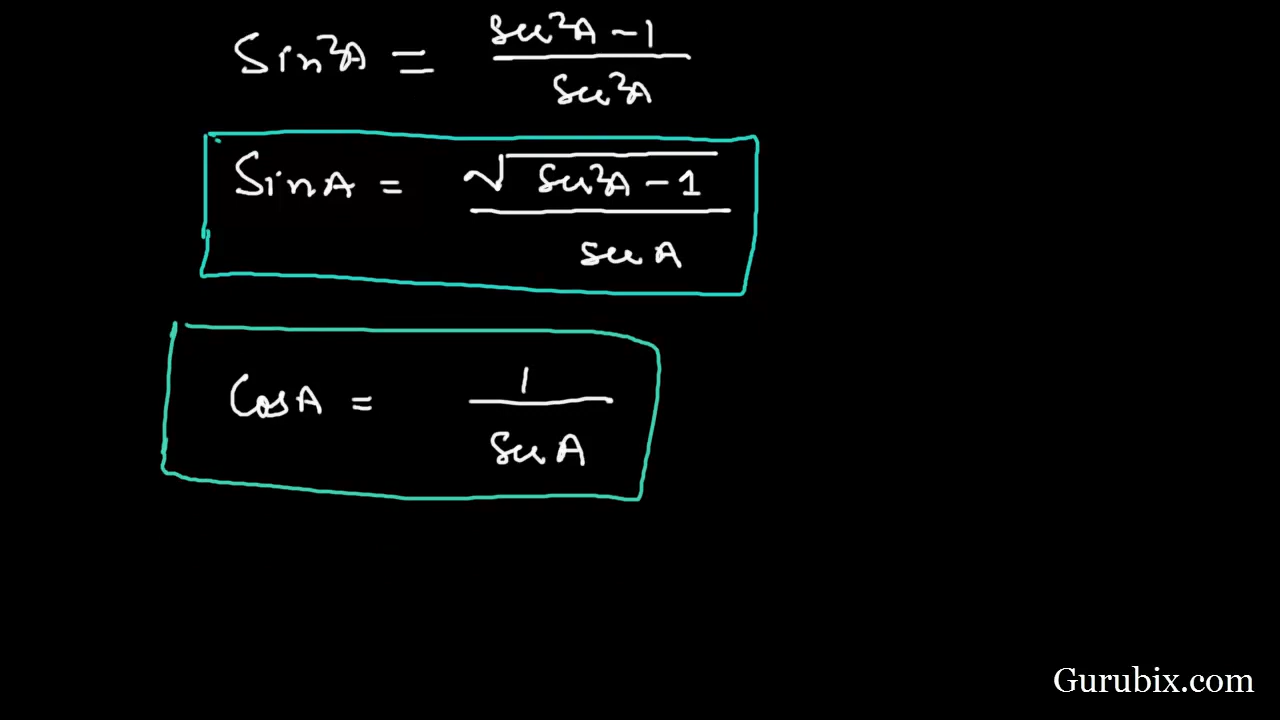 Sin²A = (sec²A - 1) / sec²A
SinA = √(sec²A - 1) / secA
CosA = 1 / secA
Gurubix.com